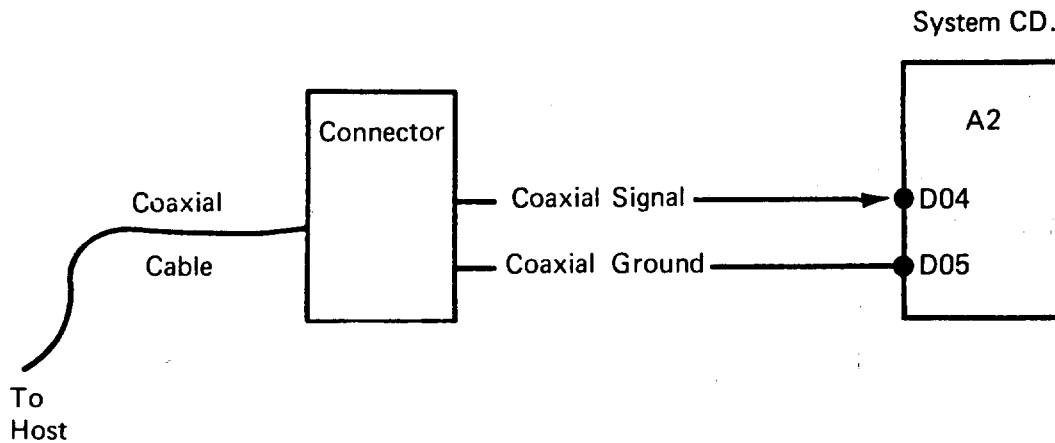 System CD.
A2
Connector
Coaxial
Cable
Coaxial Signal
D04
Coaxial Ground
D05
To
Host